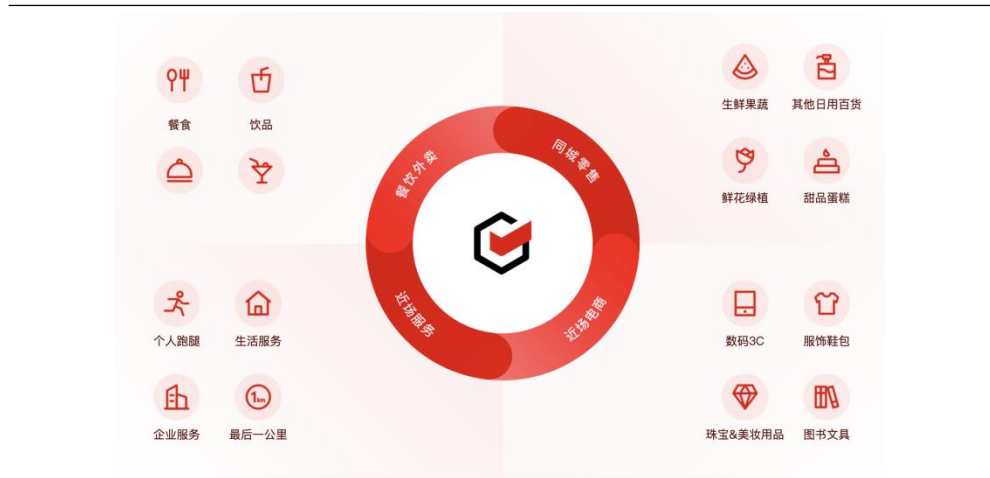 餐食
饮品
生鲜果蔬
其他日用百货
鲜花绿植
甜品蛋糕
餐饮外卖
同城零售
近场服务
近场电商
个人跑腿
生活服务
企业服务
1km
最后一公里
数码3C
服饰鞋包
珠宝&美妆用品
图书文具